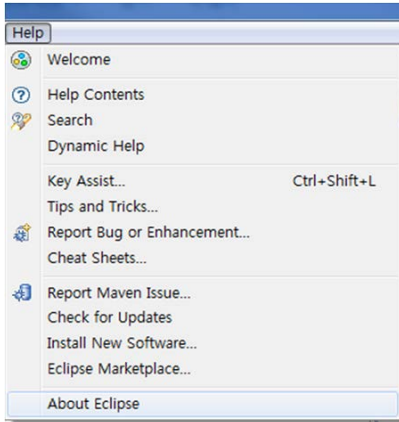 Help
Welcome
Help Contents
Search
Dynamic Help
Key Assist... Ctrl+Shift+L
Tips and Tricks...
Report Bug or Enhancement...
Cheat Sheets...
Report Maven Issue...
Check for Updates
Install New Software...
Eclipse Marketplace...
About Eclipse